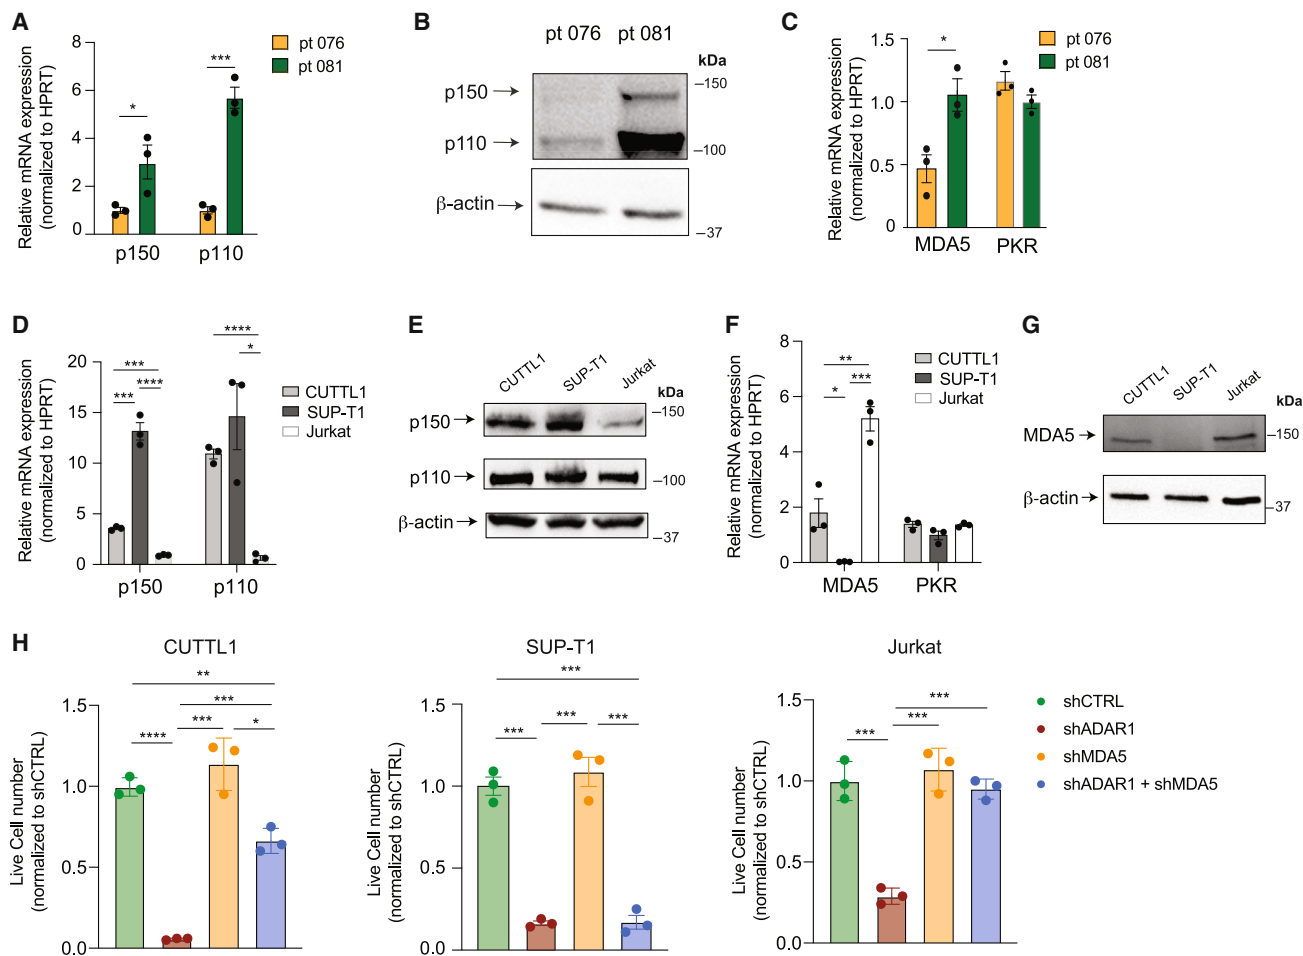 A
Relative mRNA expression
(normalized to HPRT)
8
6
4
2
0
*
***
p150
p110
pt 076
pt 081
B
pt 076
pt 081
kDa
p150
p110
β-actin
–150
–100
–37
C
Relative mRNA expression
(normalized to HPRT)
1.5
1.0
0.5
0
*
MDA5
PKR
pt 076
pt 081
D
Relative mRNA expression
(normalized to HPRT)
20
15
10
5
0
***
***
****
****
*
p150
p110
CUTTL1
SUP-T1
Jurkat
E
CUTTL1
SUP-T1
Jurkat
kDa
p150
p110
β-actin
–150
–100
–37
F
Relative mRNA expression
(normalized to HPRT)
8
6
4
2
0
**
*
***
MDA5
PKR
CUTTL1
SUP-T1
Jurkat
G
CUTTL1
SUP-T1
Jurkat
kDa
MDA5
β-actin
–150
–37
H
CUTTL1
Live Cell number
(normalized to shCTRL)
1.5
1.0
0.5
0.0
**
***
***
*
****
SUP-T1
Live Cell number
(normalized to shCTRL)
1.5
1.0
0.5
0.0
***
***
***
***
Jurkat
Live Cell number
(normalized to shCTRL)
1.5
1.0
0.5
0.0
***
***
***
shCTRL
shADAR1
shMDA5
shADAR1 + shMDA5